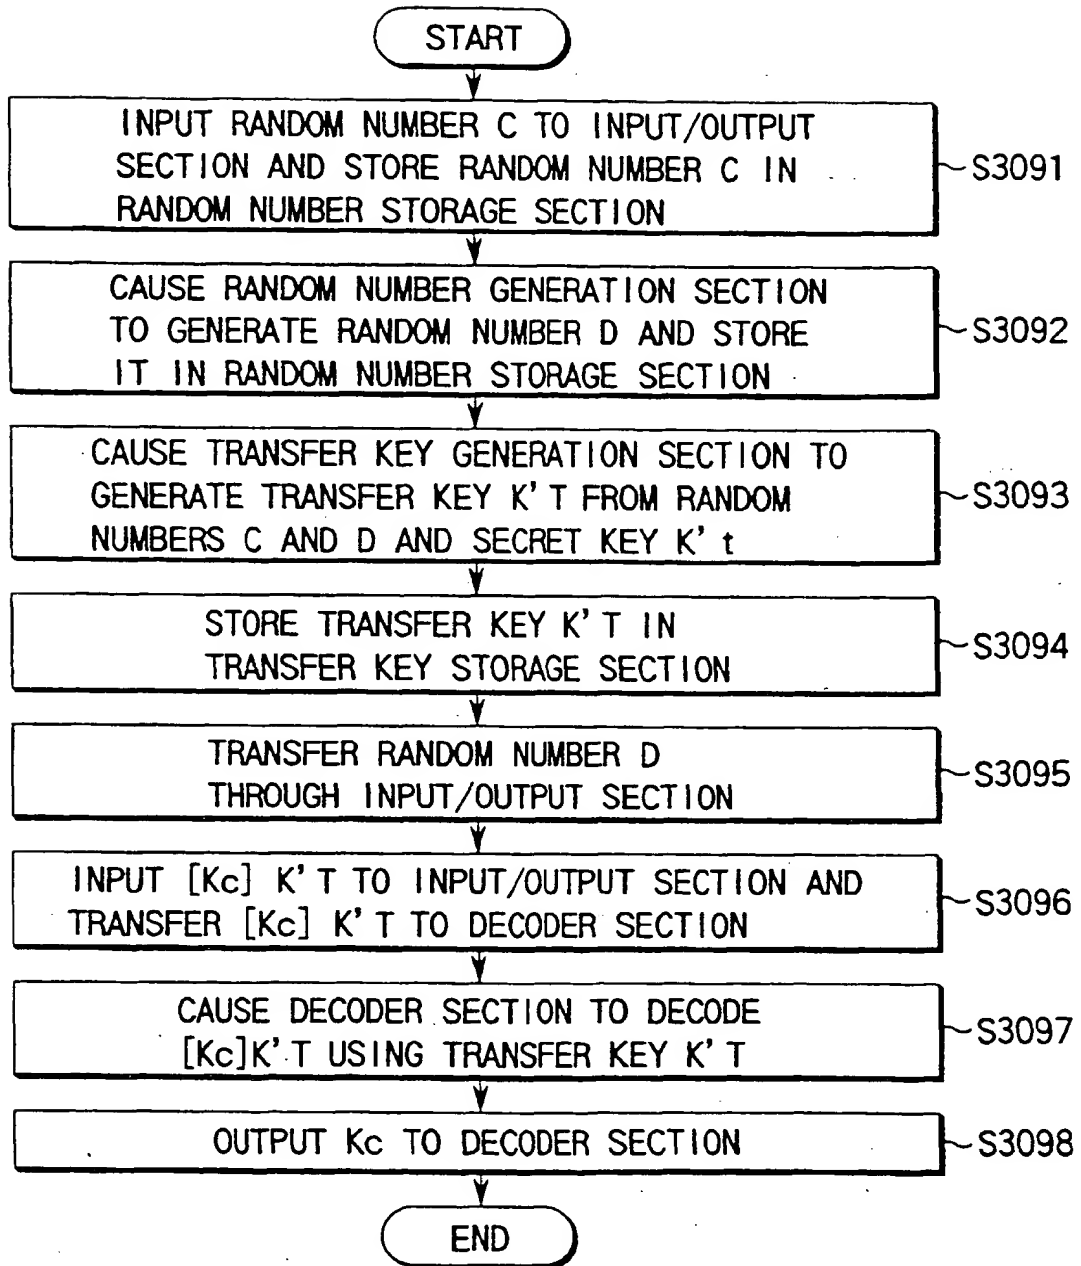 START
INPUT RANDOM NUMBER C TO INPUT/OUTPUT
SECTION AND STORE RANDOM NUMBER C IN
RANDOM NUMBER STORAGE SECTION
S3091
CAUSE RANDOM NUMBER GENERATION SECTION
TO GENERATE RANDOM NUMBER D AND STORE
IT IN RANDOM NUMBER STORAGE SECTION
S3092
CAUSE TRANSFER KEY GENERATION SECTION TO
GENERATE TRANSFER KEY K'T FROM RANDOM
NUMBERS C AND D AND SECRET KEY K't
S3093
STORE TRANSFER KEY K'T IN
TRANSFER KEY STORAGE SECTION
S3094
TRANSFER RANDOM NUMBER D
THROUGH INPUT/OUTPUT SECTION
S3095
INPUT [Kc] K'T TO INPUT/OUTPUT SECTION AND
TRANSFER [Kc] K'T TO DECODER SECTION
S3096
CAUSE DECODER SECTION TO DECODE
[Kc]K'T USING TRANSFER KEY K'T
S3097
OUTPUT Kc TO DECODER SECTION
S3098
END